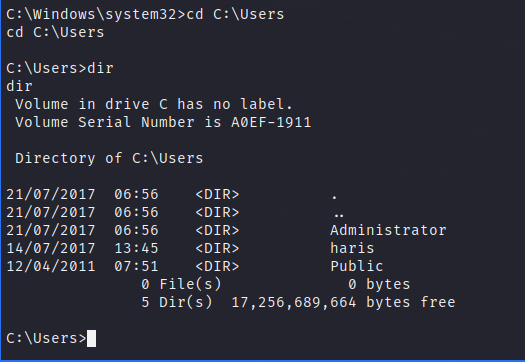 C:\Windows\system32>cd C:\Users
cd C:\Users
C:\Users>dir
dir
 Volume in drive C has no label.
 Volume Serial Number is A0EF-1911
 Directory of C:\Users
21/07/2017  06:56    <DIR>          .
21/07/2017  06:56    <DIR>          ..
21/07/2017  06:56    <DIR>          Administrator
14/07/2017  13:45    <DIR>          haris
12/04/2011  07:51    <DIR>          Public
               0 File(s)              0 bytes
               5 Dir(s)  17,256,689,664 bytes free
C:\Users>